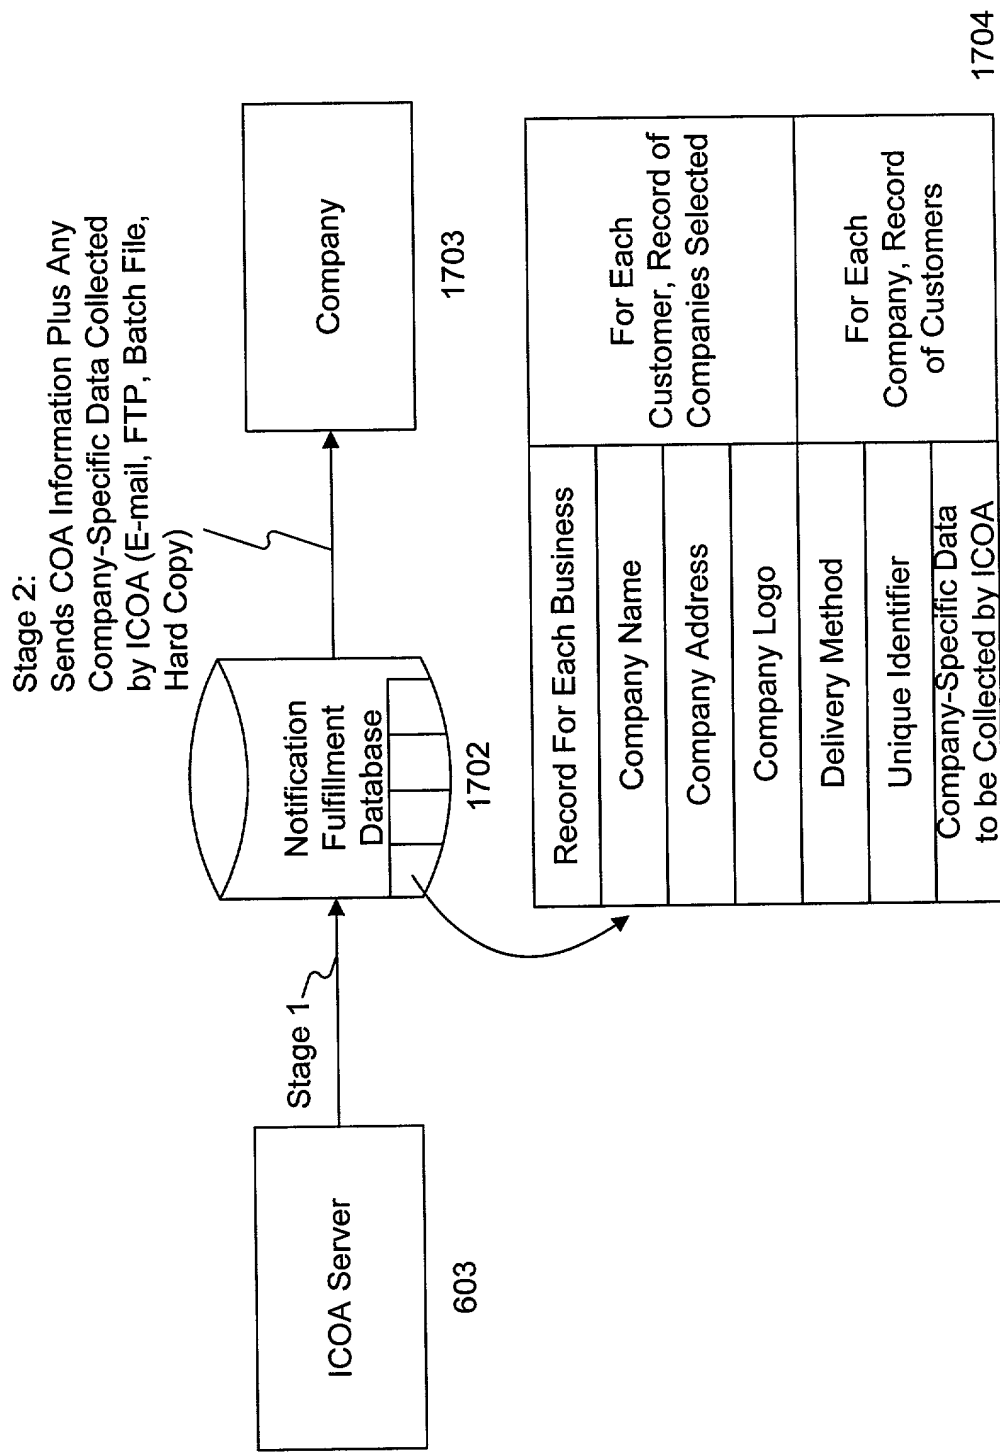 Stage 2:
Sends COA Information Plus Any
Company-Specific Data Collected
by ICOA (E-mail, FTP, Batch File,
Hard Copy)
ICOA Server
603
Stage 1
Notification
Fulfillment
Database
1702
Company
1703
Record For Each Business
Company Name
Company Address
Company Logo
Delivery Method
Unique Identifier
Company-Specific Data
to be Collected by ICOA
For Each
Customer, Record of
Companies Selected
For Each
Company, Record
of Customers
1704